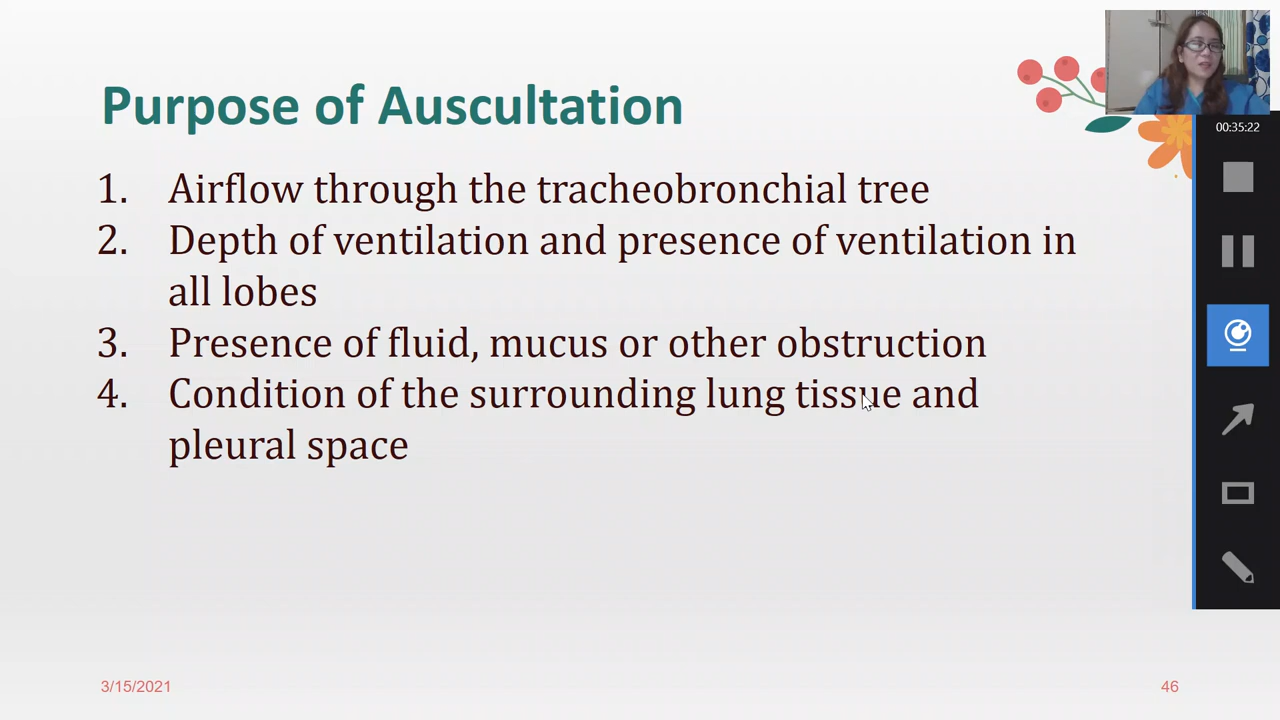 Purpose of Auscultation
00:35:22
1. Airflow through the tracheobronchial tree
2. Depth of ventilation and presence of ventilation in
all lobes
3. Presence of fluid, mucus or other obstruction
4. Condition of the surrounding lung tissue and
pleural space
3/15/2021
46